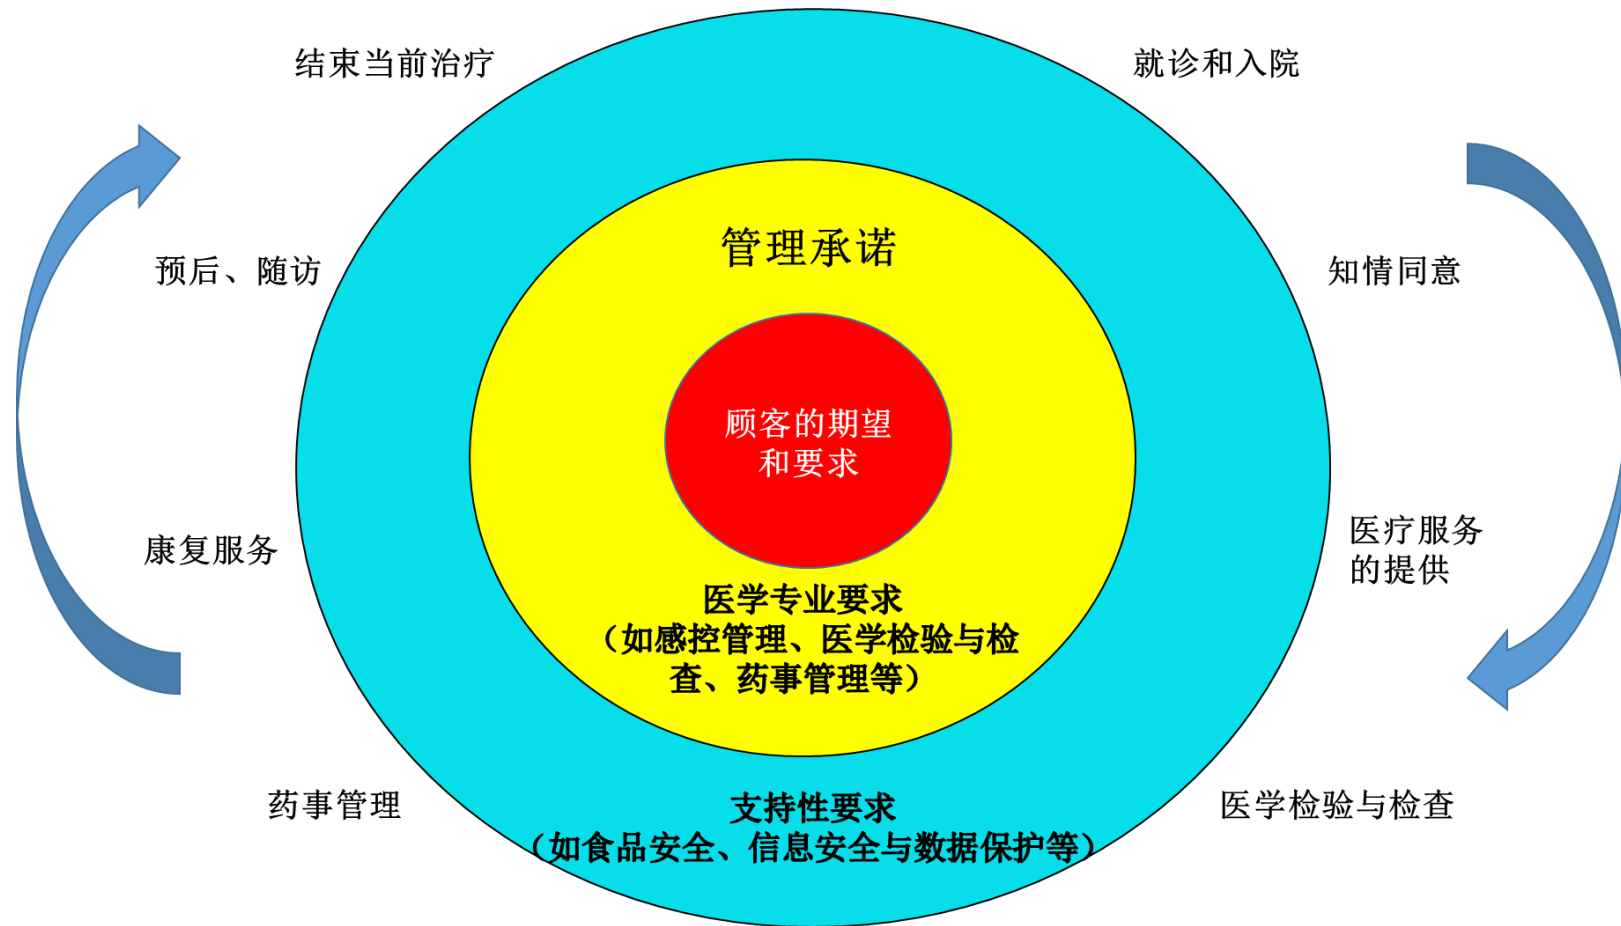 结束当前治疗
就诊和入院
管理承诺
预后、随访
知情同意
顾客的期望
和要求
康复服务
医疗服务
的提供
医学专业要求
（如感控管理、医学检验与检
查、药事管理等）
药事管理
支持性要求
（如食品安全、信息安全与数据保护等）
医学检验与检查